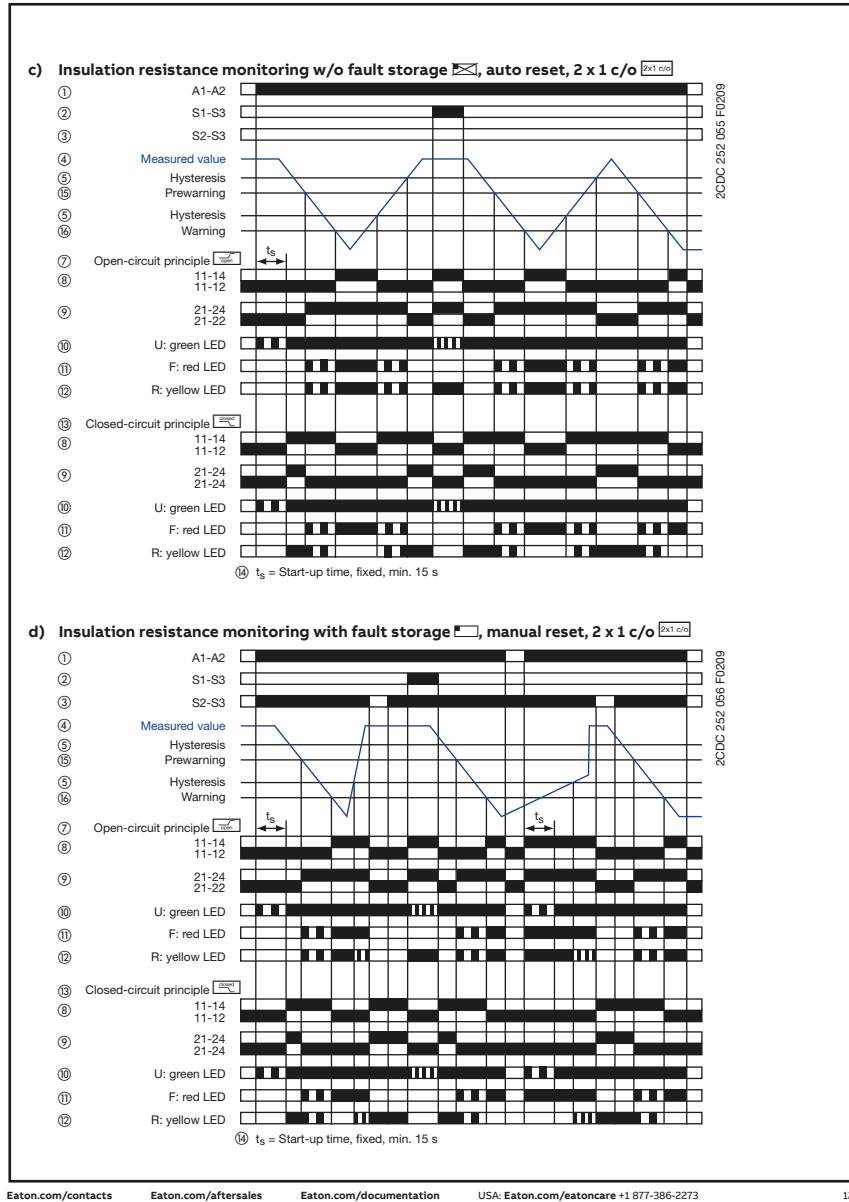 c) Insulation resistance monitoring w/o fault storage, auto reset, 2 x 1 c/o 2x1 c/o
① A1-A2
② S1-S3
③ S2-S3
④ Measured value
⑤ Hysteresis
⑮ Prewarning
⑤ Hysteresis
⑯ Warning
ts
⑦ Open-circuit principle open
⑧ 11-14
11-12
⑨ 21-24
21-22
⑩ U: green LED
⑪ F: red LED
⑫ R: yellow LED
⑬ Closed-circuit principle closed
⑧ 11-14
11-12
⑨ 21-24
21-24
⑩ U: green LED
⑪ F: red LED
⑫ R: yellow LED
⑭ ts = Start-up time, fixed, min. 15 s
2CDC 252 055 F0209
d) Insulation resistance monitoring with fault storage, manual reset, 2 x 1 c/o 2x1 c/o
① A1-A2
② S1-S3
③ S2-S3
④ Measured value
⑤ Hysteresis
⑮ Prewarning
⑤ Hysteresis
⑯ Warning
ts ts
⑦ Open-circuit principle open
⑧ 11-14
11-12
⑨ 21-24
21-22
⑩ U: green LED
⑪ F: red LED
⑫ R: yellow LED
⑬ Closed-circuit principle closed
⑧ 11-14
11-12
⑨ 21-24
21-24
⑩ U: green LED
⑪ F: red LED
⑫ R: yellow LED
⑭ ts = Start-up time, fixed, min. 15 s
2CDC 252 056 F0209
Eaton.com/contacts Eaton.com/aftersales Eaton.com/documentation USA: Eaton.com/eatoncare +1 877-386-2273